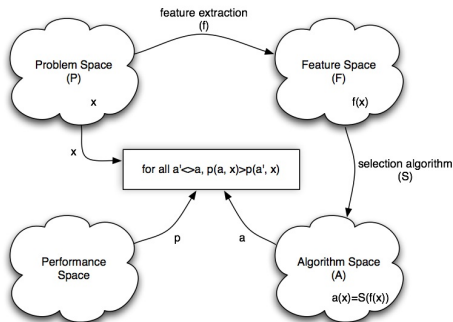 feature extraction
(f)
Problem Space
(P)
x
Feature Space
(F)
f(x)
x
for all a'<>a, p(a, x)>p(a', x)
selection algorithm
(S)
p
a
Performance
Space
Algorithm Space
(A)
a(x)=S(f(x))